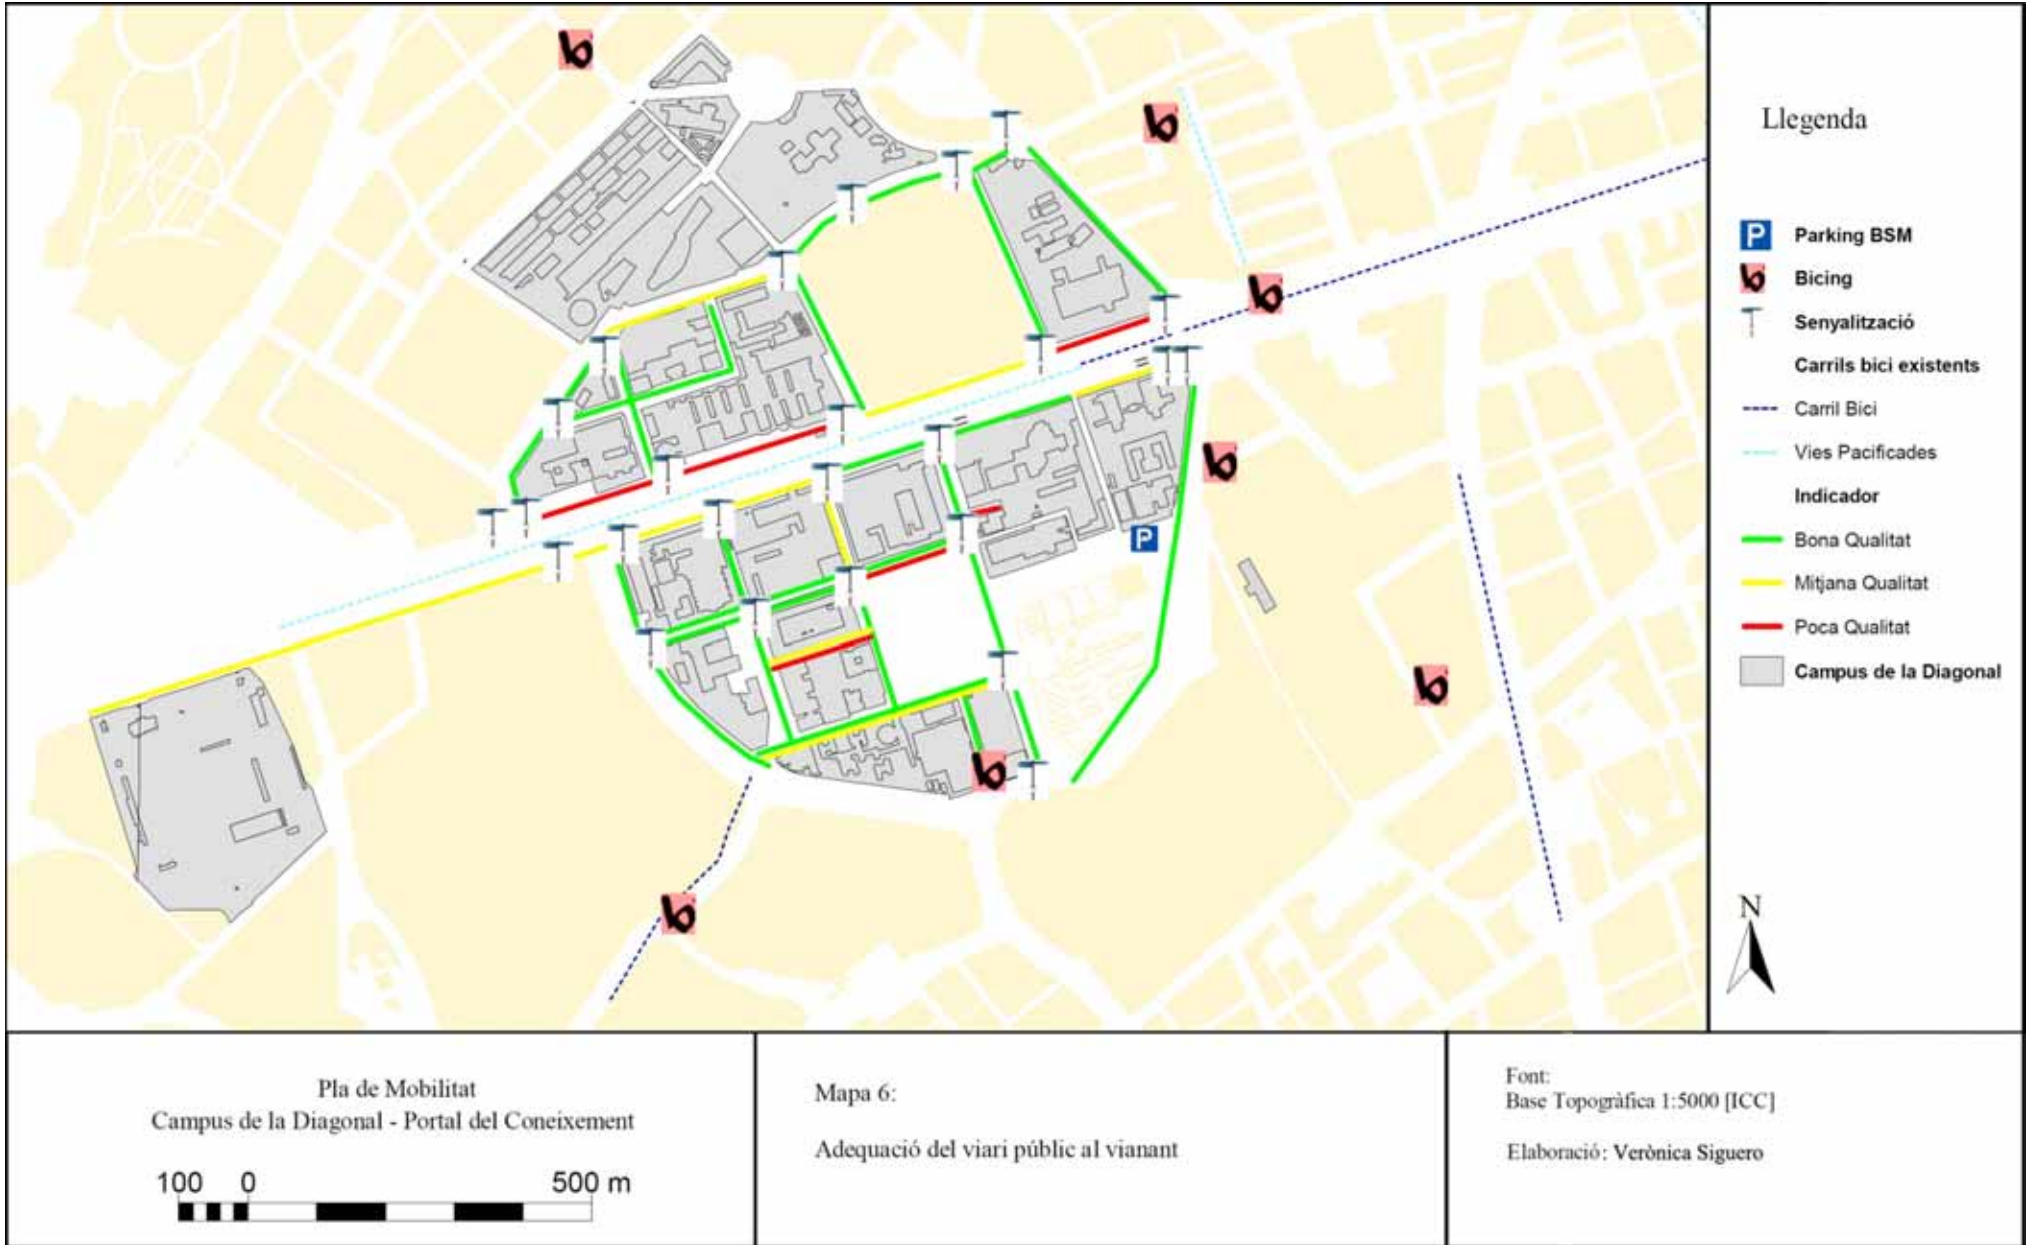 Llegenda
P Parking BSM
b Bicing
Senyalització
Carrils bici existents
Carril Bici
Vies Pacificades
Indicador
Bona Qualitat
Mitjana Qualitat
Poca Qualitat
Campus de la Diagonal
P
N
Pla de Mobilitat
Campus de la Diagonal - Portal del Coneixement
100 0 500 m
Mapa 6:
Adequació del viari públic al vianant
Font:
Base Topogràfica 1:5000 [ICC]
Elaboració: Verònica Siguero